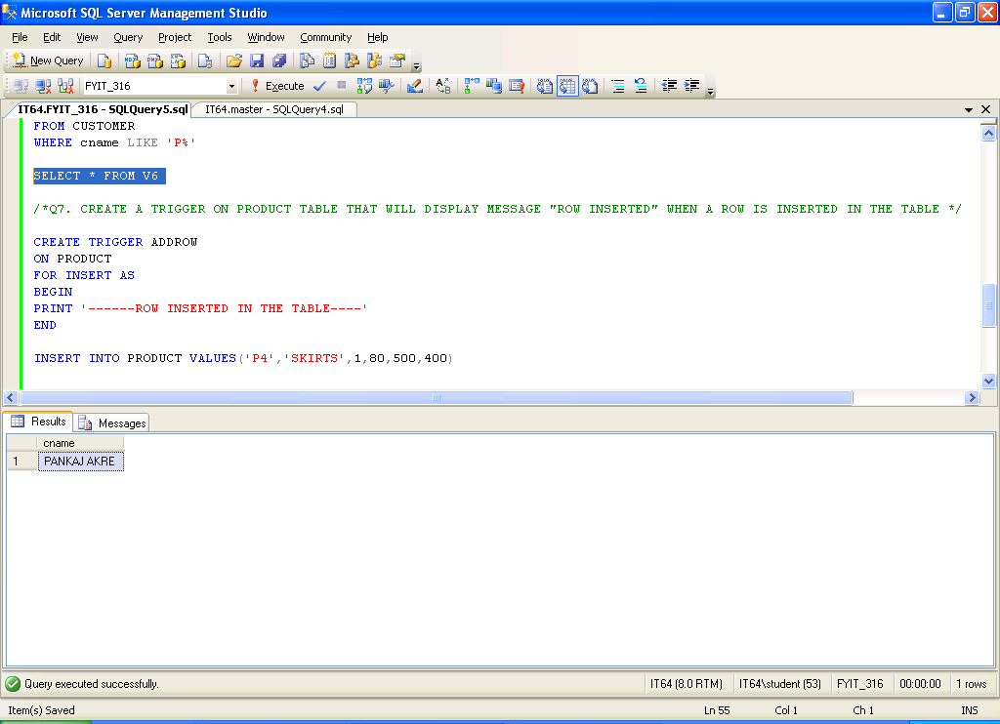 Microsoft SQL Server Management Studio
File Edit View Query Project Tools Window Community Help
New Query
FYIT_316 Execute
IT64.FYIT_316 - SQLQuery5.sql IT64.master - SQLQuery4.sql
FROM CUSTOMER
WHERE cname LIKE 'P%'
SELECT * FROM V6
/*Q7. CREATE A TRIGGER ON PRODUCT TABLE THAT WILL DISPLAY MESSAGE "ROW INSERTED" WHEN A ROW IS INSERTED IN THE TABLE */
CREATE TRIGGER ADDROW
ON PRODUCT
FOR INSERT AS
BEGIN
PRINT '------ROW INSERTED IN THE TABLE----'
END
INSERT INTO PRODUCT VALUES('P4','SKIRTS',1,80,500,400)
Results Messages
cname
1 PANKAJ AKRE
Query executed successfully. IT64 (8.0 RTM) IT64\student (53) FYIT_316 00:00:00 1 rows
Item(s) Saved Ln 55 Col 1 Ch 1 INS